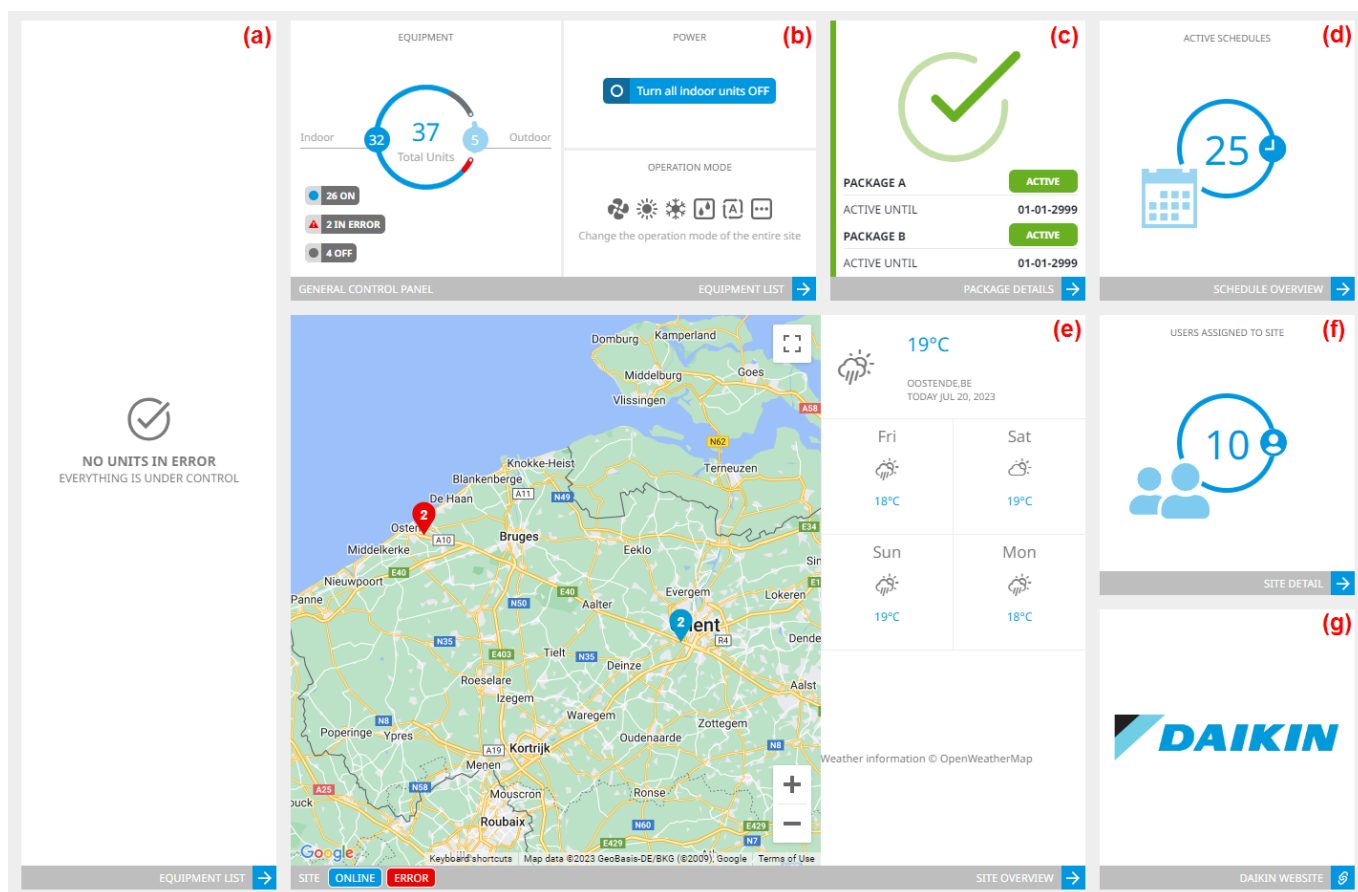 (a)
NO UNITS IN ERROR
EVERYTHING IS UNDER CONTROL
EQUIPMENT LIST
EQUIPMENT
Indoor
32
37
Total Units
5
Outdoor
26 ON
2 IN ERROR
4 OFF
POWER
(b)
Turn all indoor units OFF
OPERATION MODE
A
Change the operation mode of the entire site
GENERAL CONTROL PANEL
EQUIPMENT LIST
(c)
PACKAGE A
ACTIVE
ACTIVE UNTIL
01-01-2999
PACKAGE B
ACTIVE
ACTIVE UNTIL
01-01-2999
PACKAGE DETAILS
ACTIVE SCHEDULES
(d)
25
SCHEDULE OVERVIEW
Domburg
Kamperland
Middelburg
Goes
Vlissingen
A58
N62
Knokke-Heist
Terneuzen
Blankenberge
A11
N49
De Haan
2
Osten
A10
Bruges
E34
Middelkerke
Eeklo
Sin
E40
Nieuwpoort
E1
Panne
E40
Evergem
Lokeren
N50
Aalter
2
ent
R4
Dende
N35
E403
Tielt
N35
Deinze
Aalst
Roeselare
Izegem
Waregem
N8
Zottegem
Poperinge
Ypres
Oudenaarde
N8
A19
Kortrijk
Menen
A25
N58
Ronse
ouck
Mouscron
Roubaix
N60
E429
E429
N7
Google
Keyboard shortcuts
Map data ©2023 GeoBasis-DE/BKG (©2009), Google
Terms of Use
SITE
ONLINE
ERROR
(e)
19°C
OOSTENDE,BE
TODAY JUL 20, 2023
Fri
Sat
18°C
19°C
Sun
Mon
19°C
18°C
Weather information © OpenWeatherMap
SITE OVERVIEW
USERS ASSIGNED TO SITE
(f)
10
SITE DETAIL
(g)
DAIKIN
DAIKIN WEBSITE